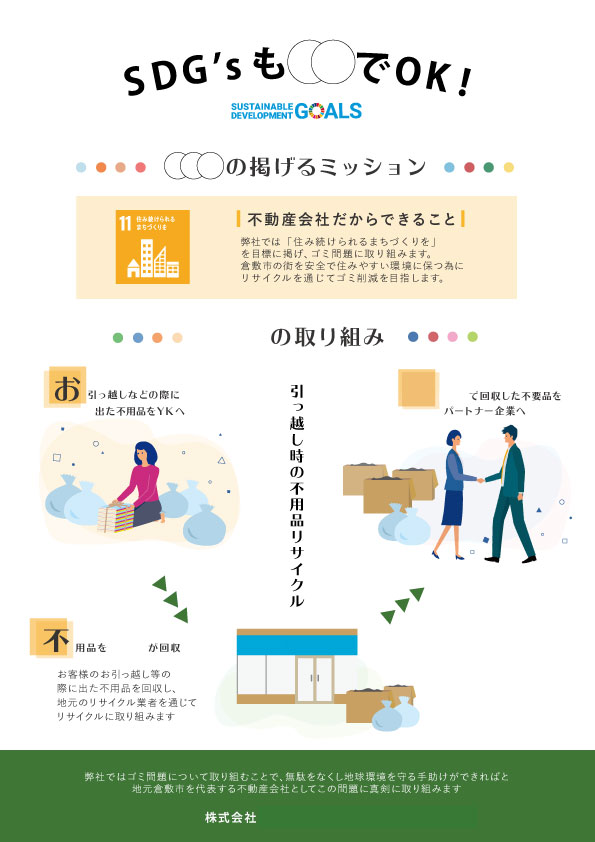 SDG'sも◯◯でOK!
SUSTAINABLE
DEVELOPMENT GOALS
◯◯◯の掲げるミッション
11 住み続けられる
まちづくりを
不動産会社だからできること
弊社では「住み続けられるまちづくりを」
を目標に掲げ、ゴミ問題に取り組みます。
倉敷市の街を安全で住みやすい環境に保つ為に
リサイクルを通じてゴミ削減を目指します。
の取り組み
お引っ越しなどの際に
出た不用品をYKへ
引っ越し時の不用品リサイクル
で回収した不要品を
パートナー企業へ
不用品を が回収
お客様のお引っ越し等の
際に出た不用品を回収し、
地元のリサイクル業者を通じて
リサイクルに取り組みます
弊社ではゴミ問題について取り組むことで、無駄をなくし地球環境を守る手助けができればと
地元倉敷市を代表する不動産会社としてこの問題に真剣に取り組みます
株式会社